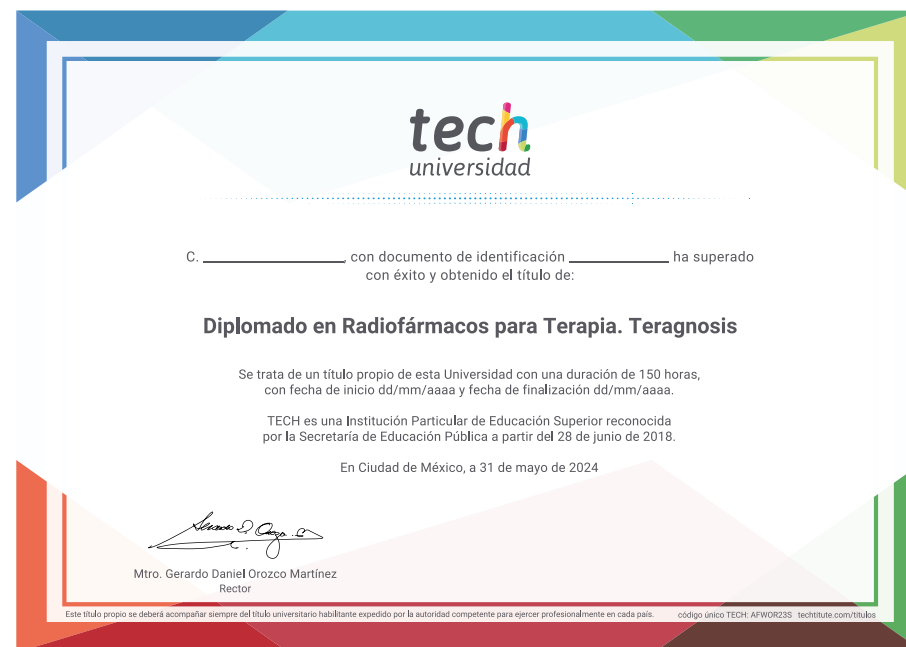 tech
universidad
C. ____________, con documento de identificación ____________ ha superado
con éxito y obtenido el título de:
Diplomado en Radiofármacos para Terapia. Teragnosis
Se trata de un título propio de esta Universidad con una duración de 150 horas,
con fecha de inicio dd/mm/aaaa y fecha de finalización dd/mm/aaaa.
TECH es una Institución Particular de Educación Superior reconocida
por la Secretaría de Educación Pública a partir del 28 de junio de 2018.
En Ciudad de México, a 31 de mayo de 2024
Mtro. Gerardo Daniel Orozco Martínez
Rector
Este título propio se deberá acompañar siempre del título universitario habilitante expedido por la autoridad competente para ejercer profesionalmente en cada país. código único TECH: AFWOR23S techtitute.com/titulos